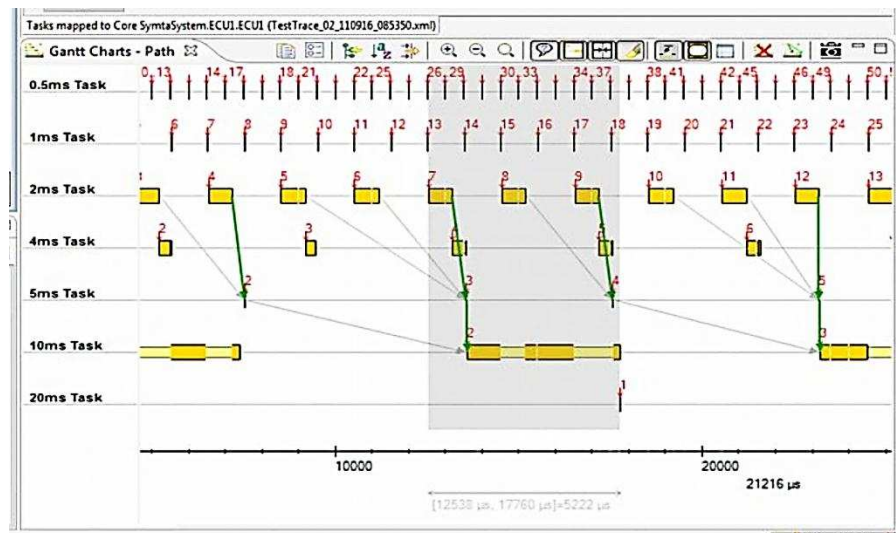 Tasks mapped to Core SymtaSystem.ECU1.ECU1 (TestTrace_02_110916_085350.xml)
Gantt Charts - Path
0 13 14 17 18 21 22 25 26 29 30 33 34 37 38 41 42 45 46 49 50
0.5ms Task
6 7 8 9 10 11 12 13 14 15 16 17 18 19 20 21 22 23 24 25
1ms Task
4 5 6 7 8 9 10 11 12 13
2ms Task
2 3 5 6
4ms Task
2 3 4 5
5ms Task
2 3
10ms Task
1
20ms Task
10000 20000
21216 µs
[12538 µs, 17760 µs]=5222 µs